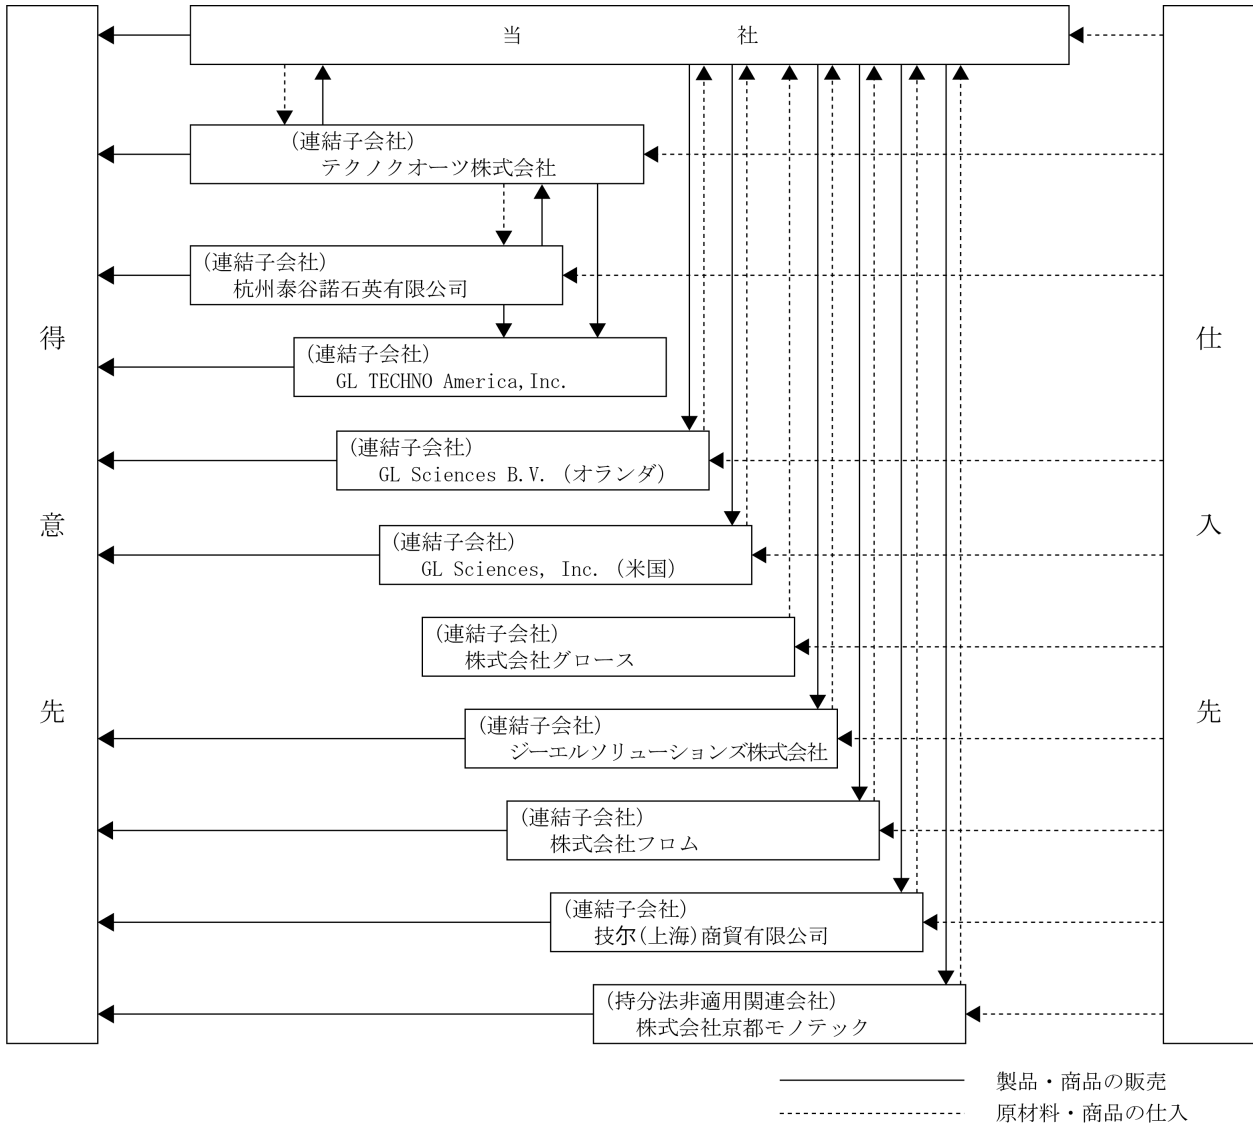 当社
(連結子会社)
テクノクオーツ株式会社
(連結子会社)
杭州泰谷諾石英有限公司
(連結子会社)
GL TECHNO America,Inc.
(連結子会社)
GL Sciences B.V. (オランダ)
(連結子会社)
GL Sciences, Inc. (米国)
(連結子会社)
株式会社グロース
(連結子会社)
ジーエルソリューションズ株式会社
(連結子会社)
株式会社フロム
(連結子会社)
技尔(上海)商貿有限公司
(持分法非適用関連会社)
株式会社京都モノテック
得意先
仕入先
製品・商品の販売
原材料・商品の仕入